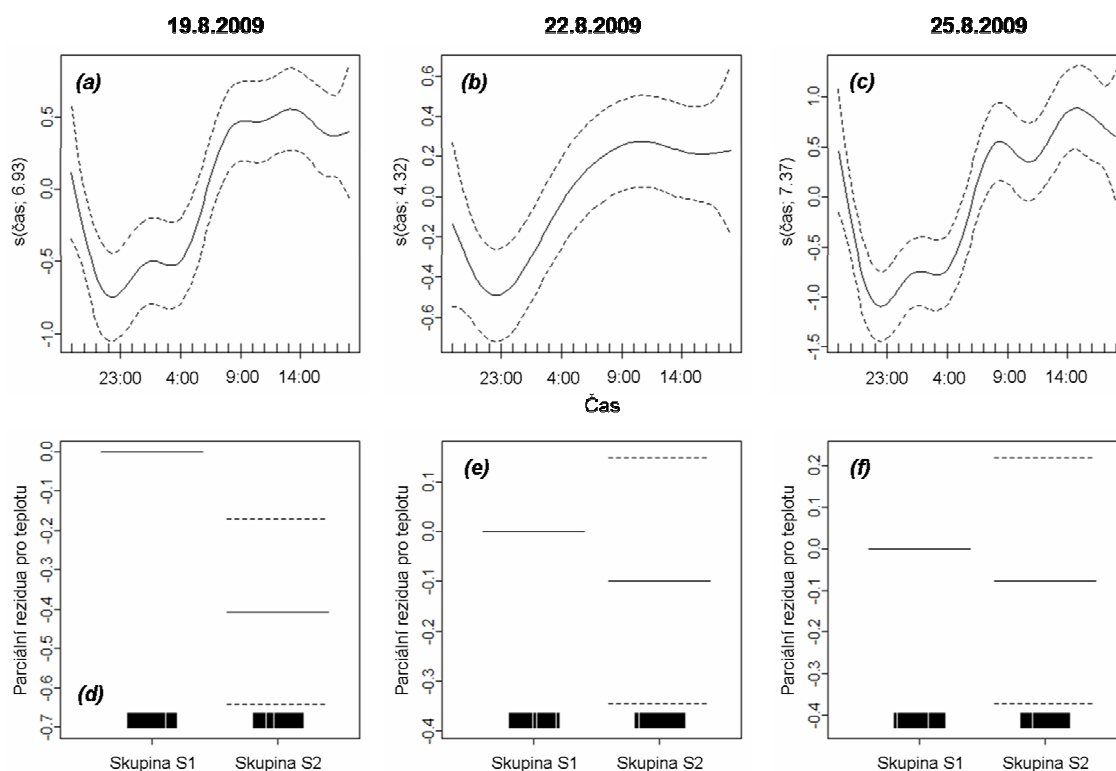 19.8.2009
22.8.2009
25.8.2009
(a)
s(čas; 6.93)
0.5
0.0
-0.5
-1.0
23:00 4:00 9:00 14:00
(b)
s(čas; 4.32)
0.6
0.4
0.2
0.0
-0.2
-0.4
-0.6
23:00 4:00 9:00 14:00
(c)
s(čas; 7.37)
1.0
0.5
0.0
-0.5
-1.0
-1.5
23:00 4:00 9:00 14:00
Čas
(d)
Parciální rezidua pro teplotu
0.0
-0.1
-0.2
-0.3
-0.4
-0.5
-0.6
-0.7
Skupina S1 Skupina S2
(e)
Parciální rezidua pro teplotu
0.1
0.0
-0.1
-0.2
-0.3
-0.4
Skupina S1 Skupina S2
(f)
Parciální rezidua pro teplotu
0.2
0.1
0.0
-0.1
-0.2
-0.3
-0.4
Skupina S1 Skupina S2